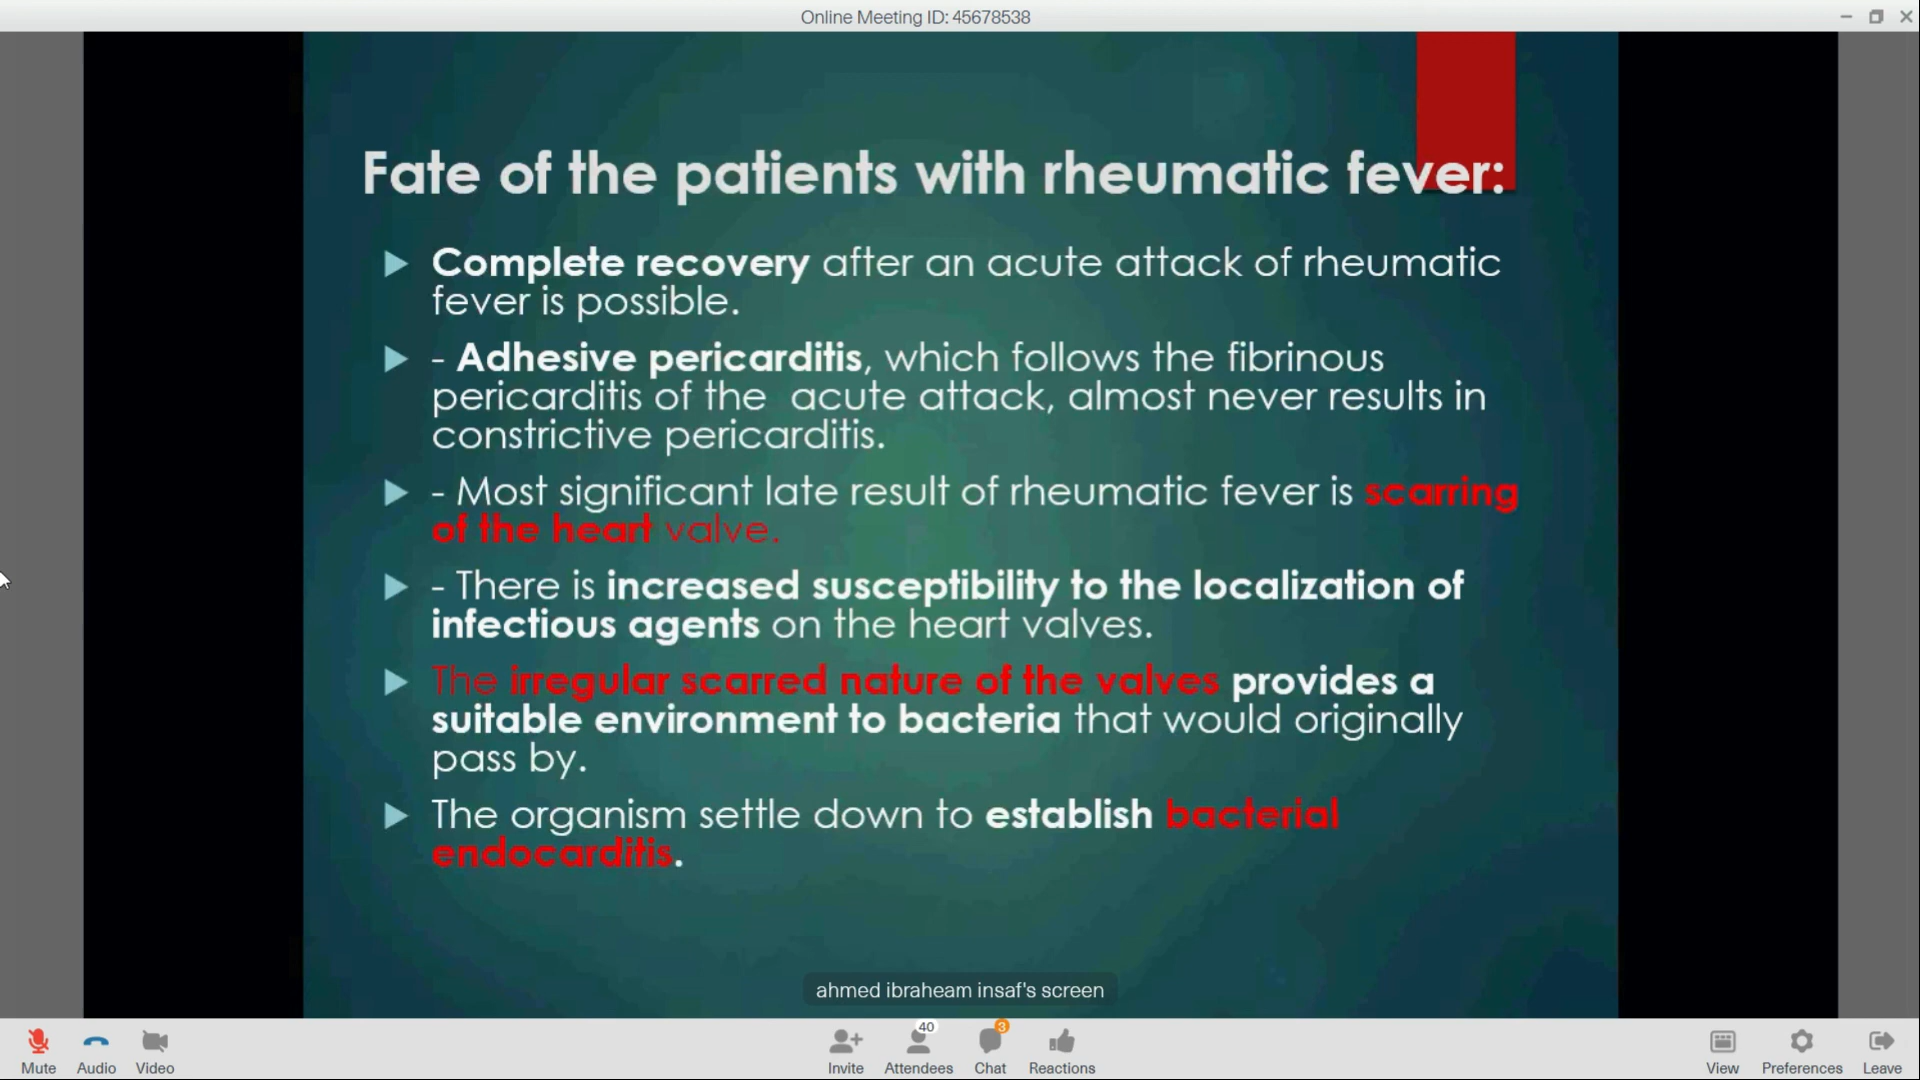 Online Meeting ID: 45678538
Fate of the patients with rheumatic fever:
Complete recovery after an acute attack of rheumatic
fever is possible.
- Adhesive pericarditis, which follows the fibrinous
pericarditis of the acute attack, almost never results in
constrictive pericarditis.
- Most significant late result of rheumatic fever is scarring
of the heart valve.
- There is increased susceptibility to the localization of
infectious agents on the heart valves.
The irregular scarred nature of the valves provides a
suitable environment to bacteria that would originally
pass by.
The organism settle down to establish bacterial
endocarditis.
ahmed ibraheam insaf's screen
40
3
Mute Audio Video Invite Attendees Chat Reactions View Preferences Leave